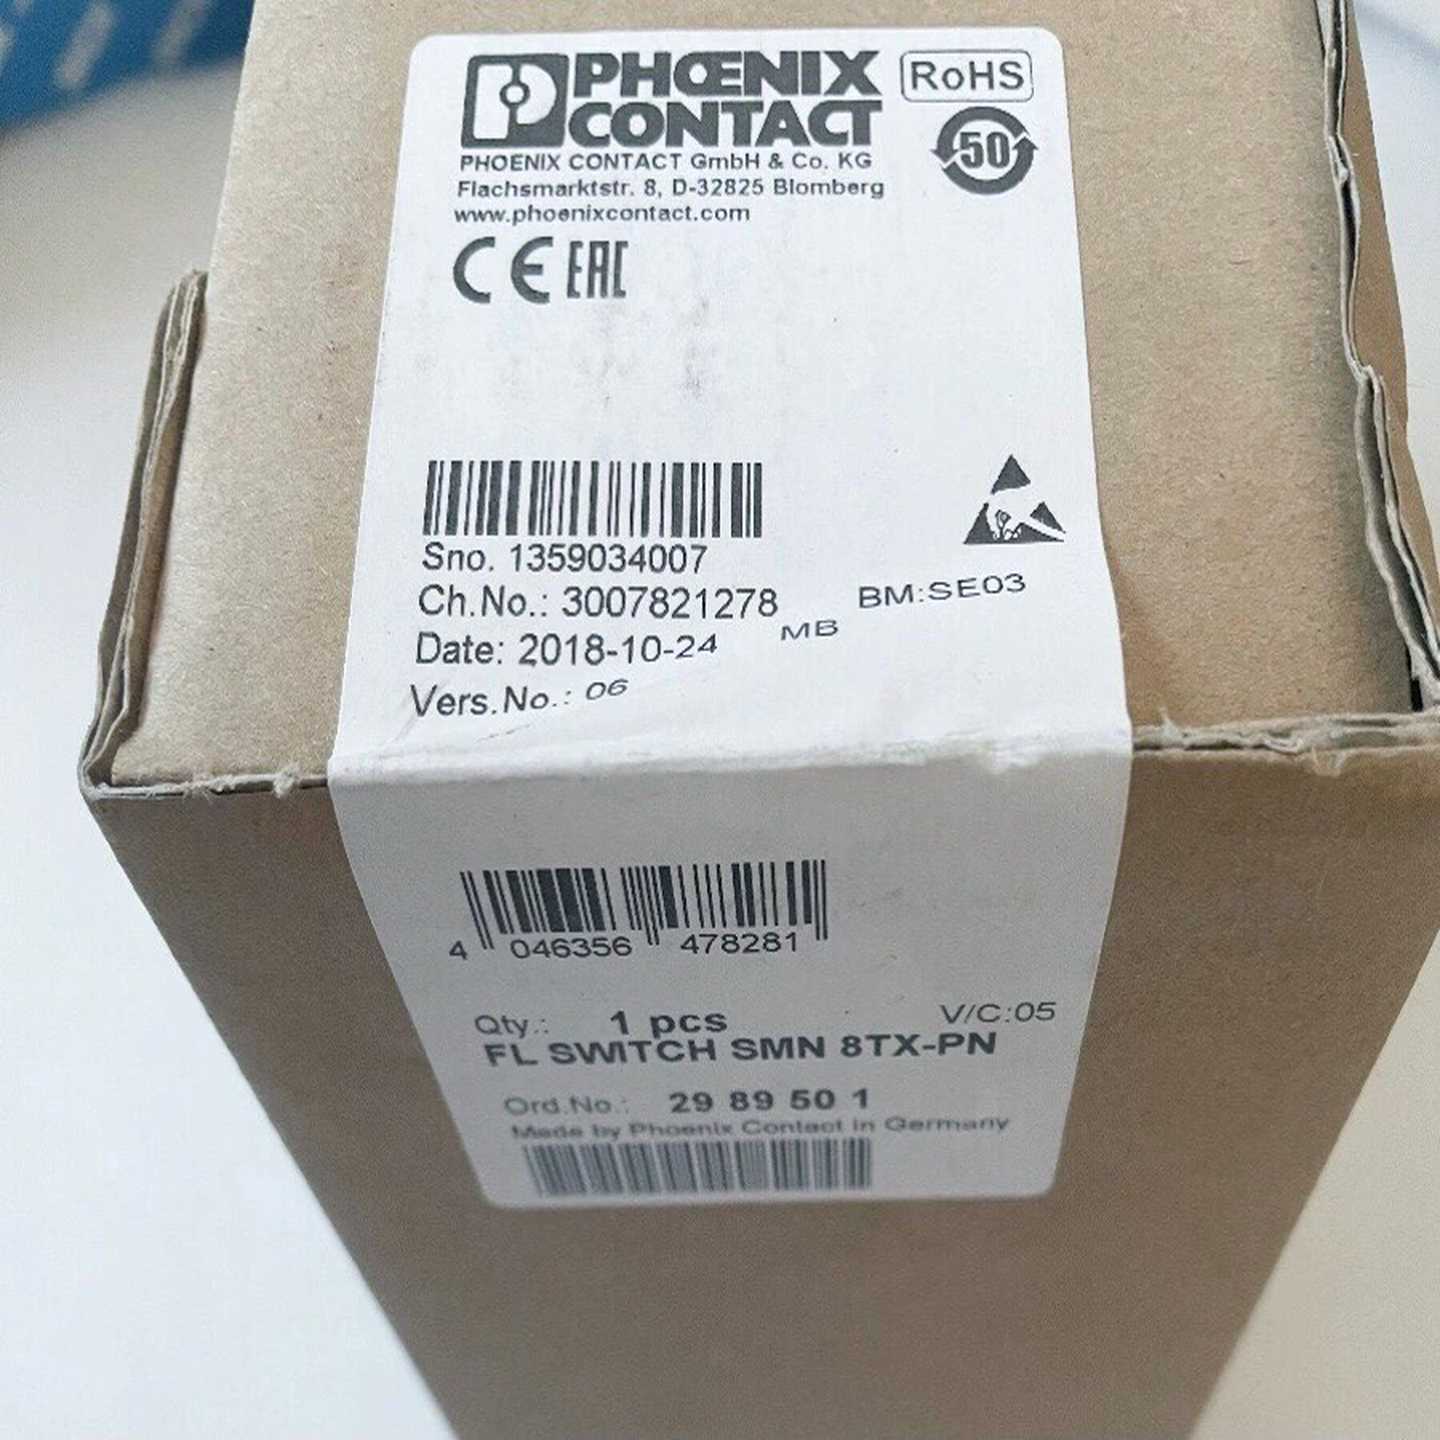 PHŒNIX
CONTACT
RoHS
50
PHOENIX CONTACT GmbH & Co. KG
Flachsmarktstr. 8, D-32825 Blomberg
www.phoenixcontact.com
CE EAC
Sno. 1359034007
Ch.No.: 3007821278
BM:SE03
Date: 2018-10-24 MB
Vers.No.: 06
4 046356 478281
Qty.: 1 pcs V/C:05
FL SWITCH SMN 8TX-PN
Ord.No.: 29 89 50 1
Made by Phoenix Contact in Germany